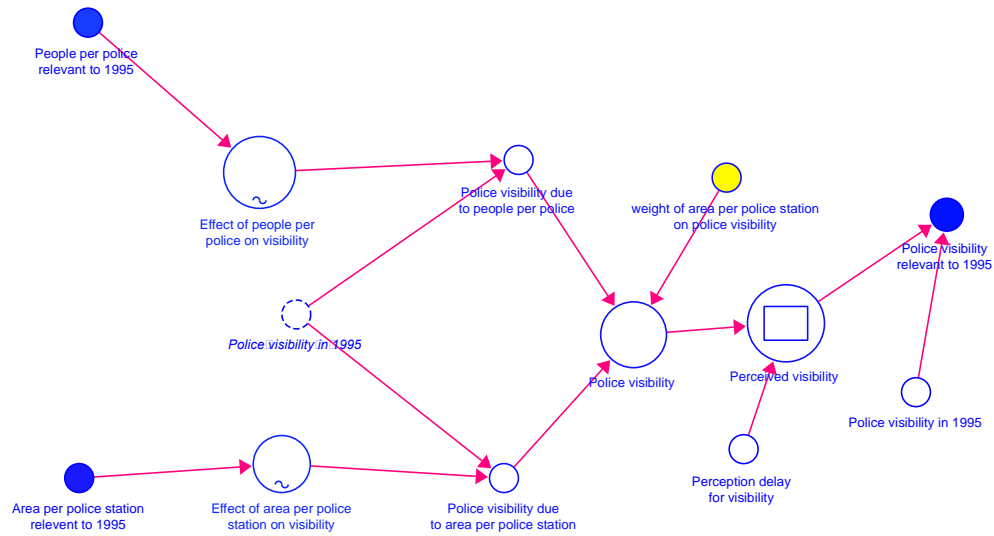 People per police
relevant to 1995
Effect of people per
police on visibility
Police visibility due
to people per police
weight of area per police station
on police visibility
Police visibility
relevant to 1995
Police visibility in 1995
Police visibility
Perceived visibility
Police visibility in 1995
Perception delay
for visibility
Area per police station
relevent to 1995
Effect of area per police
station on visibility
Police visibility due
to area per police station